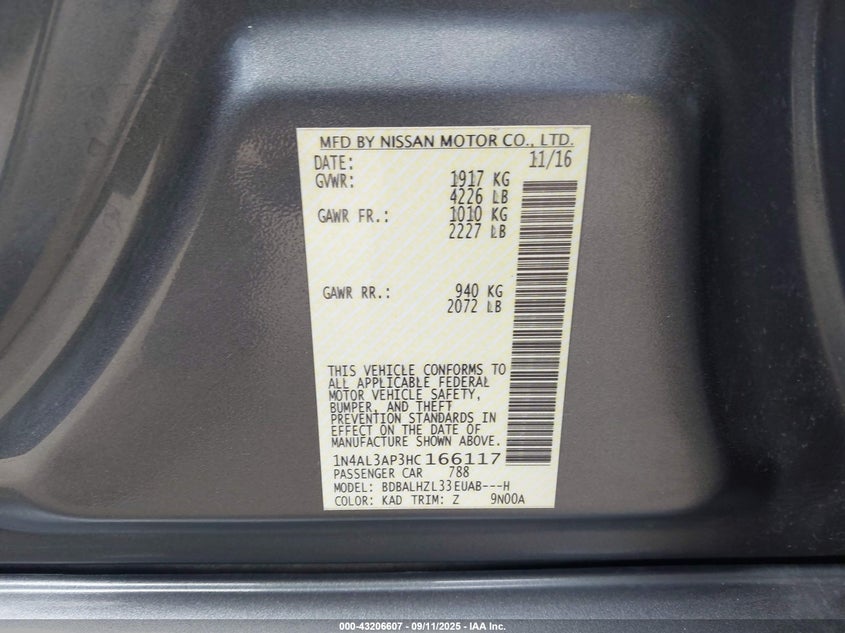 MFD BY NISSAN MOTOR CO., LTD.
DATE: 11/16
GVWR: 1917 KG
4226 LB
GAWR FR.: 1010 KG
2227 LB
GAWR RR.: 940 KG
2072 LB
THIS VEHICLE CONFORMS TO
ALL APPLICABLE FEDERAL
MOTOR VEHICLE SAFETY,
BUMPER, AND THEFT
PREVENTION STANDARDS IN
EFFECT ON THE DATE OF
MANUFACTURE SHOWN ABOVE.
1N4AL3AP3HC166117
PASSENGER CAR 788
MODEL: BDBALHZL33EUAB---H
COLOR: KAD TRIM: Z 9N00A
000-43206607 - 09/11/2025 - IAA Inc.